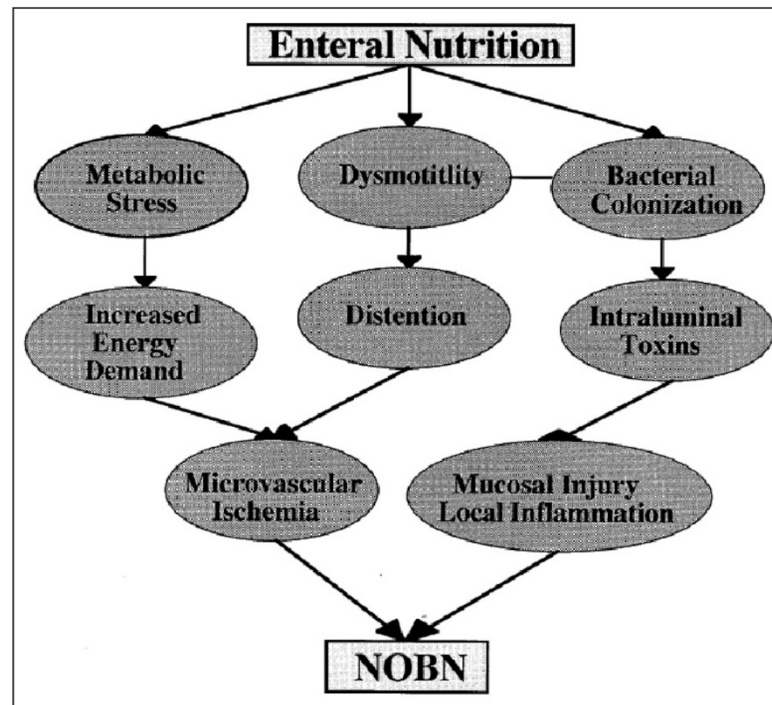 Enteral Nutrition
Metabolic
Stress
Dysmotitlity
Bacterial
Colonization
Increased
Energy
Demand
Distention
Intraluminal
Toxins
Microvascular
Ischemia
Mucosal Injury
Local Inflammation
NOBN